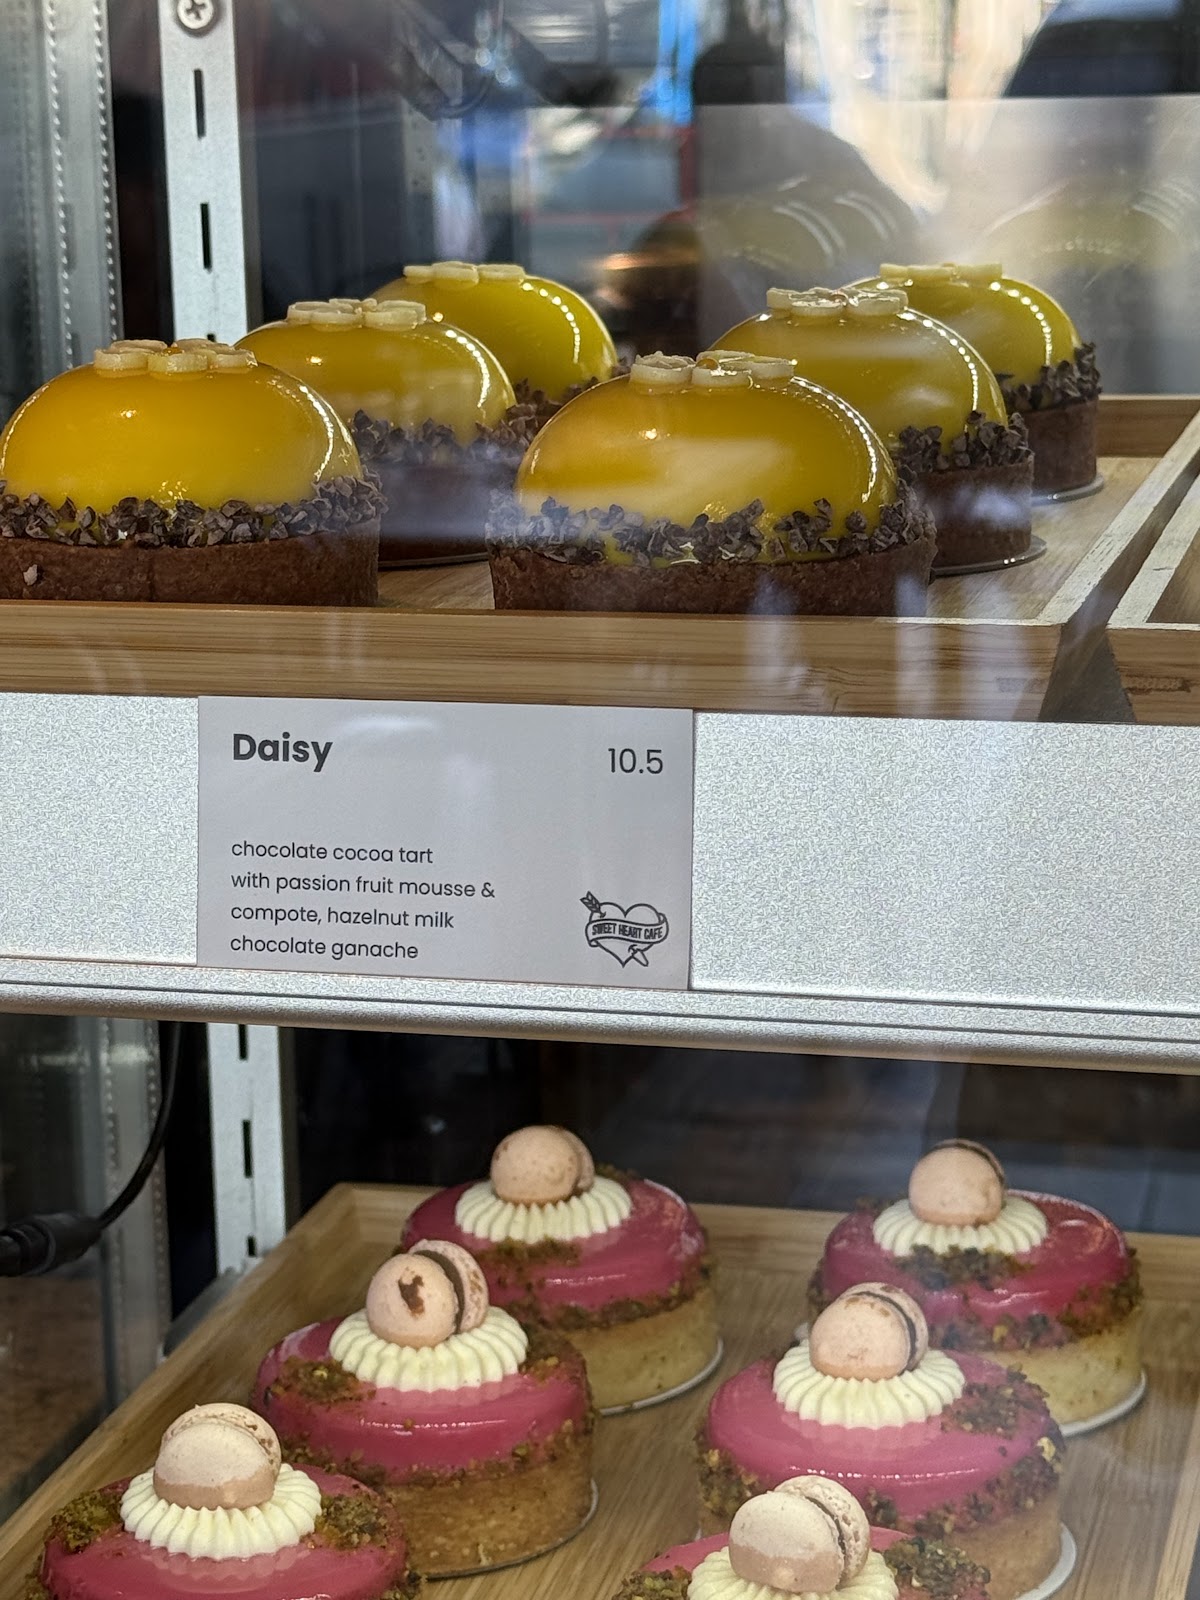 Daisy 10.5
chocolate cocoa tart
with passion fruit mousse &
compote, hazelnut milk
chocolate ganache
SWEET HEART CAFE